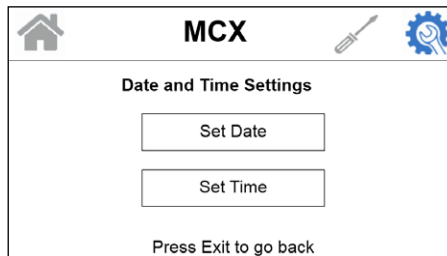 MCX
Date and Time Settings
Set Date
Set Time
Press Exit to go back